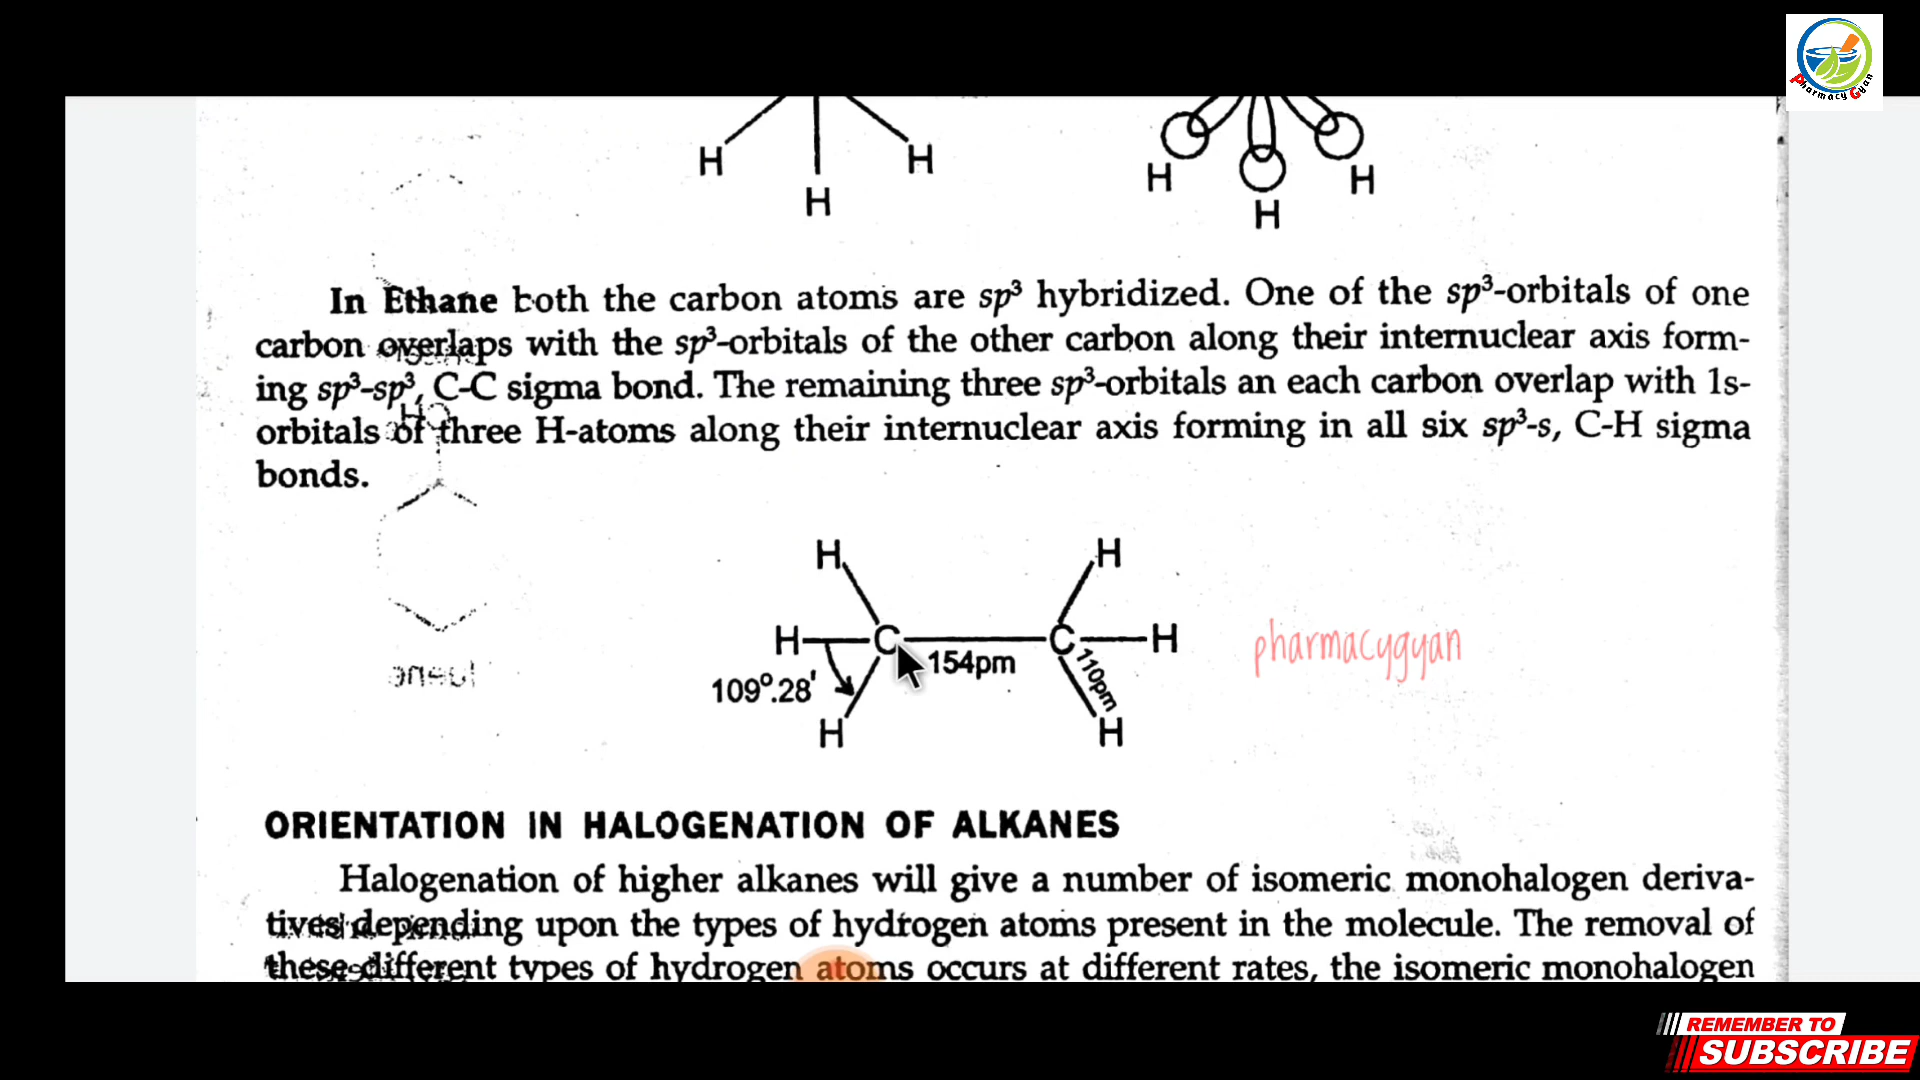 Pharmacy Gyan
H H
H
H H
H
In Ethane both the carbon atoms are sp³ hybridized. One of the sp³-orbitals of one
carbon overlaps with the sp³-orbitals of the other carbon along their internuclear axis form-
ing sp³-sp³, C-C sigma bond. The remaining three sp³-orbitals an each carbon overlap with 1s-
orbitals of three H-atoms along their internuclear axis forming in all six sp³-s, C-H sigma
bonds.
H H
H C C H
154pm
110pm
109°.28'
H H
pharmacygyan
ORIENTATION IN HALOGENATION OF ALKANES
Halogenation of higher alkanes will give a number of isomeric monohalogen deriva-
tives depending upon the types of hydrogen atoms present in the molecule. The removal of
these different types of hydrogen atoms occurs at different rates, the isomeric monohalogen
REMEMBER TO
SUBSCRIBE